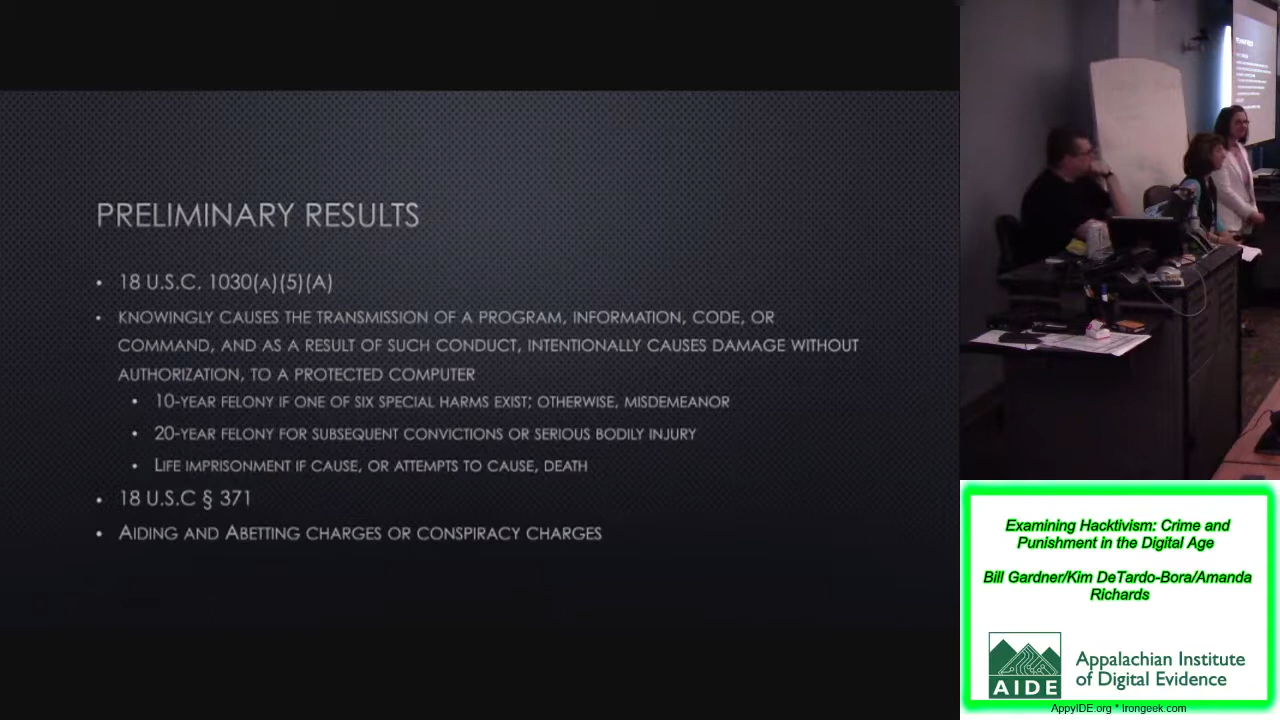 PRELIMINARY RESULTS
• 18 U.S.C. 1030(A)(5)(A)
• KNOWINGLY CAUSES THE TRANSMISSION OF A PROGRAM, INFORMATION, CODE, OR
COMMAND, AND AS A RESULT OF SUCH CONDUCT, INTENTIONALLY CAUSES DAMAGE WITHOUT
AUTHORIZATION, TO A PROTECTED COMPUTER
• 10-YEAR FELONY IF ONE OF SIX SPECIAL HARMS EXIST; OTHERWISE, MISDEMEANOR
• 20-YEAR FELONY FOR SUBSEQUENT CONVICTIONS OR SERIOUS BODILY INJURY
• LIFE IMPRISONMENT IF CAUSE, OR ATTEMPTS TO CAUSE, DEATH
• 18 U.S.C § 371
• AIDING AND ABETTING CHARGES OR CONSPIRACY CHARGES
Examining Hacktivism: Crime and
Punishment in the Digital Age
Bill Gardner/Kim DeTardo-Bora/Amanda
Richards
AIDE
Appalachian Institute
of Digital Evidence
AppyIDE.org * Irongeek.com